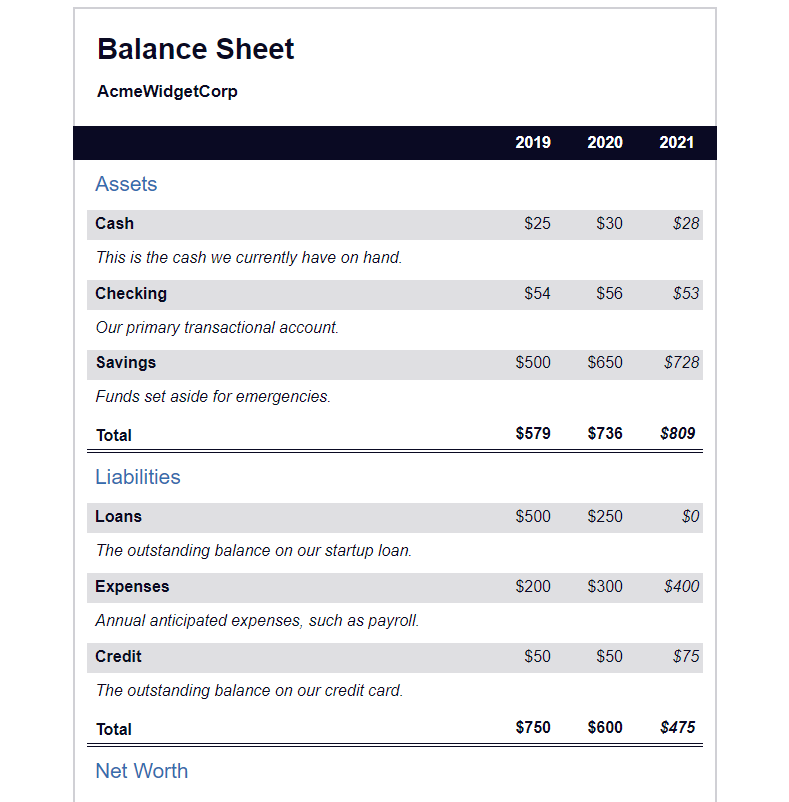 Balance Sheet
AcmeWidgetCorp
2019 2020 2021
Assets
Cash $25 $30 $28
This is the cash we currently have on hand.
Checking $54 $56 $53
Our primary transactional account.
Savings $500 $650 $728
Funds set aside for emergencies.
Total $579 $736 $809
Liabilities
Loans $500 $250 $0
The outstanding balance on our startup loan.
Expenses $200 $300 $400
Annual anticipated expenses, such as payroll.
Credit $50 $50 $75
The outstanding balance on our credit card.
Total $750 $600 $475
Net Worth